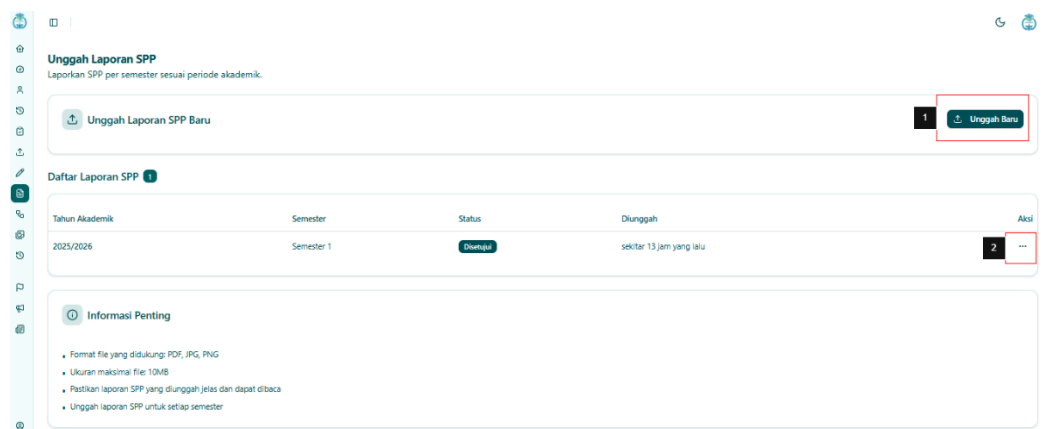 Unggah Laporan SPP
Laporkan SPP per semester sesuai periode akademik.
Unggah Laporan SPP Baru
1 Unggah Baru
Daftar Laporan SPP 1
Tahun Akademik Semester Status Diunggah Aksi
2025/2026 Semester 1 Disetujui sekitar 13 jam yang lalu 2 ...
Informasi Penting
• Format file yang didukung: PDF, JPG, PNG
• Ukuran maksimal file: 10MB
• Pastikan laporan SPP yang diunggah jelas dan dapat dibaca
• Unggah laporan SPP untuk setiap semester